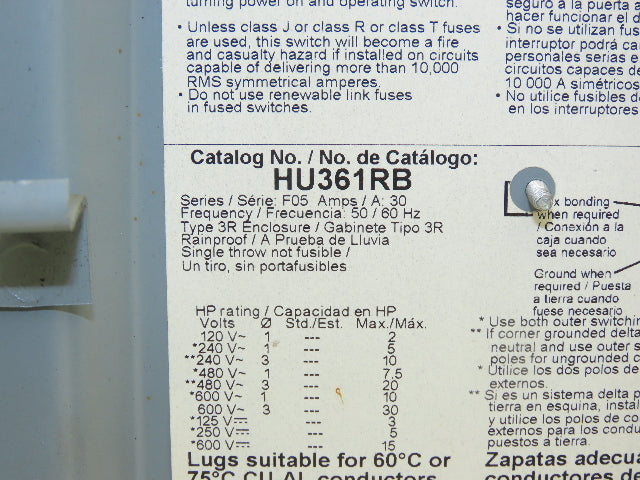 turning power on and operating switch.
• Unless class J or class R or class T fuses
are used, this switch will become a fire
and casualty hazard if installed on circuits
capable of delivering more than 10,000
RMS symmetrical amperes.
• Do not use renewable link fuses
in fused switches.
seguro a la puerta a
hacer funcionar el d
• Si no se utilizan fus
interruptor podrá ca
personales serias e
circuitos capaces de
10 000 A simétricos
• No utilice fusibles d
en los interruptores
Catalog No. / No. de Catálogo:
HU361RB
Series / Série: F05 Amps / A: 30
Frequency / Frecuencia: 50 / 60 Hz
Type 3R Enclosure / Gabinete Tipo 3R
Rainproof / A Prueba de Lluvia
Single throw not fusible /
Un tiro, sin portafusibles
x bonding
when required
/ Conexión a la
caja cuando
sea necesario
Ground when
required / Puesta
a tierra cuando
fuese necesario
HP rating / Capacidad en HP
Volts Ø Std./Est. Max./Máx.
120 V~ 1 --- 2
*240 V~ 1 --- 5
**240 V~ 3 --- 10
*480 V~ 1 --- 7.5
**480 V~ 3 --- 20
*600 V~ 1 --- 10
600 V~ 3 --- 30
*125 V⎓ --- 3
*250 V⎓ --- 5
*600 V⎓ --- 15
* Use both outer switchin
** If corner grounded delta
neutral and use outer s
poles for ungrounded c
* Utilice los dos polos de
externos.
** Si es un sistema delta p
tierra en esquina, instal
y utilice los polos de co
externos para los condu
puestos a tierra.
Lugs suitable for 60°C or
75°C CU-AL conductors
Zapatas adecua
conductores de